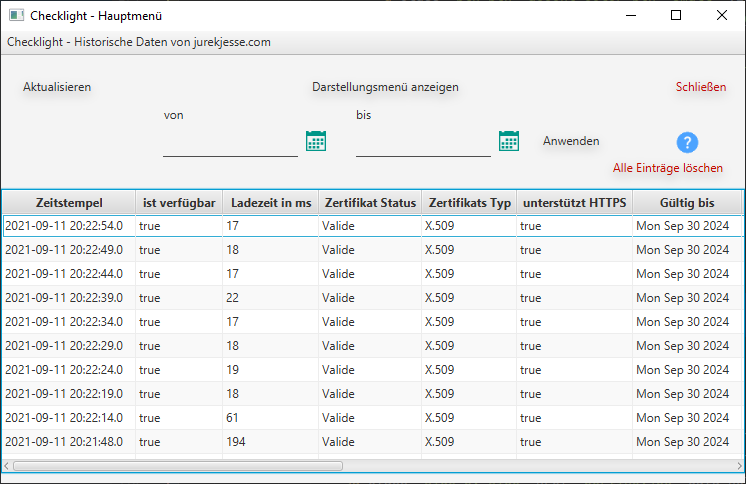 Checklight - Hauptmenü
Checklight - Historische Daten von jurekjesse.com
Aktualisieren Darstellungsmenü anzeigen Schließen
von bis
Anwenden ?
Alle Einträge löschen
Zeitstempel ist verfügbar Ladezeit in ms Zertifikat Status Zertifikats Typ unterstützt HTTPS Gültig bis
2021-09-11 20:22:54.0 true 17 Valide X.509 true Mon Sep 30 2024
2021-09-11 20:22:49.0 true 18 Valide X.509 true Mon Sep 30 2024
2021-09-11 20:22:44.0 true 17 Valide X.509 true Mon Sep 30 2024
2021-09-11 20:22:39.0 true 22 Valide X.509 true Mon Sep 30 2024
2021-09-11 20:22:34.0 true 17 Valide X.509 true Mon Sep 30 2024
2021-09-11 20:22:29.0 true 18 Valide X.509 true Mon Sep 30 2024
2021-09-11 20:22:24.0 true 19 Valide X.509 true Mon Sep 30 2024
2021-09-11 20:22:19.0 true 18 Valide X.509 true Mon Sep 30 2024
2021-09-11 20:22:14.0 true 61 Valide X.509 true Mon Sep 30 2024
2021-09-11 20:21:48.0 true 194 Valide X.509 true Mon Sep 30 2024